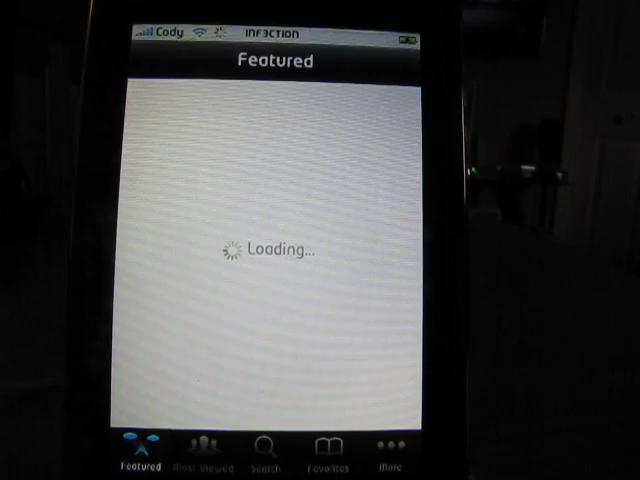 Cody INF3CTION
Featured
Loading...
Featured Most Viewed Search Favorites More